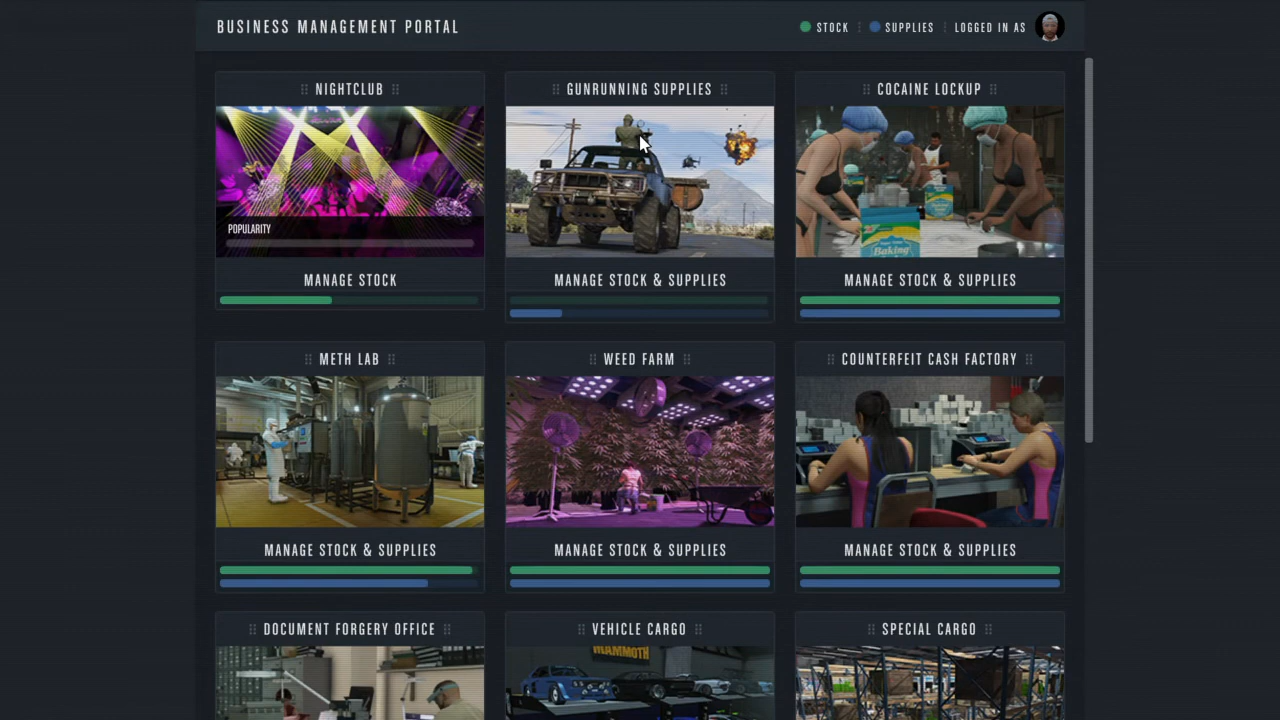 BUSINESS MANAGEMENT PORTAL
STOCK
SUPPLIES
LOGGED IN AS
NIGHTCLUB
GUNRUNNING SUPPLIES
COCAINE LOCKUP
POPULARITY
Baking
MANAGE STOCK
MANAGE STOCK & SUPPLIES
MANAGE STOCK & SUPPLIES
METH LAB
WEED FARM
COUNTERFEIT CASH FACTORY
MANAGE STOCK & SUPPLIES
MANAGE STOCK & SUPPLIES
MANAGE STOCK & SUPPLIES
DOCUMENT FORGERY OFFICE
VEHICLE CARGO
SPECIAL CARGO
MAMMOTH